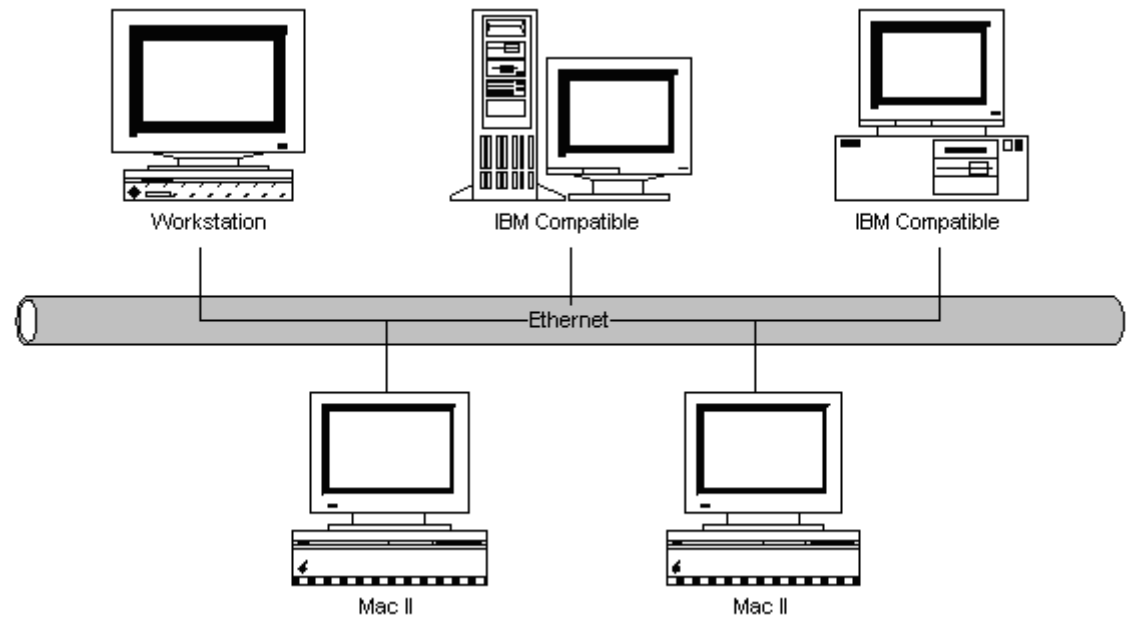 Workstation
IBM Compatible
IBM Compatible
Ethernet
Mac II
Mac II